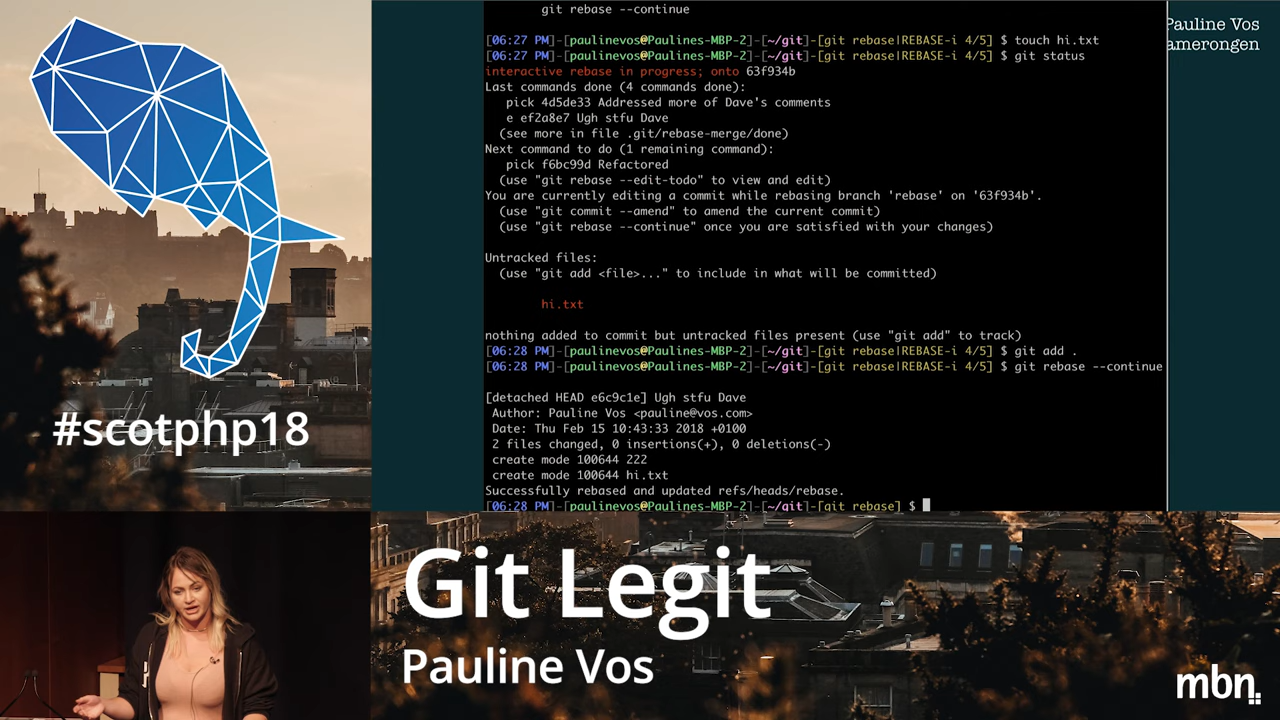 git rebase --continue
[06:27 PM]-[paulinevos@Paulines-MBP-2]-[~/git]-[git rebase|REBASE-i 4/5] $ touch hi.txt
[06:27 PM]-[paulinevos@Paulines-MBP-2]-[~/git]-[git rebase|REBASE-i 4/5] $ git status
interactive rebase in progress; onto 63f934b
Last commands done (4 commands done):
pick 4d5de33 Addressed more of Dave's comments
e ef2a8e7 Ugh stfu Dave
(see more in file .git/rebase-merge/done)
Next command to do (1 remaining command):
pick f6bc99d Refactored
(use "git rebase --edit-todo" to view and edit)
You are currently editing a commit while rebasing branch 'rebase' on '63f934b'.
(use "git commit --amend" to amend the current commit)
(use "git rebase --continue" once you are satisfied with your changes)
Untracked files:
(use "git add <file>..." to include in what will be committed)
hi.txt
nothing added to commit but untracked files present (use "git add" to track)
[06:28 PM]-[paulinevos@Paulines-MBP-2]-[~/git]-[git rebase|REBASE-i 4/5] $ git add .
[06:28 PM]-[paulinevos@Paulines-MBP-2]-[~/git]-[git rebase|REBASE-i 4/5] $ git rebase --continue
[detached HEAD e6c9c1e] Ugh stfu Dave
Author: Pauline Vos <pauline@vos.com>
Date: Thu Feb 15 10:43:33 2018 +0100
2 files changed, 0 insertions(+), 0 deletions(-)
create mode 100644 222
create mode 100644 hi.txt
Successfully rebased and updated refs/heads/rebase.
[06:28 PM]-[paulinevos@Paulines-MBP-2]-[~/git]-[git rebase] $
Pauline Vos
amerongen
#scotphp18
Git Legit
Pauline Vos
mbn